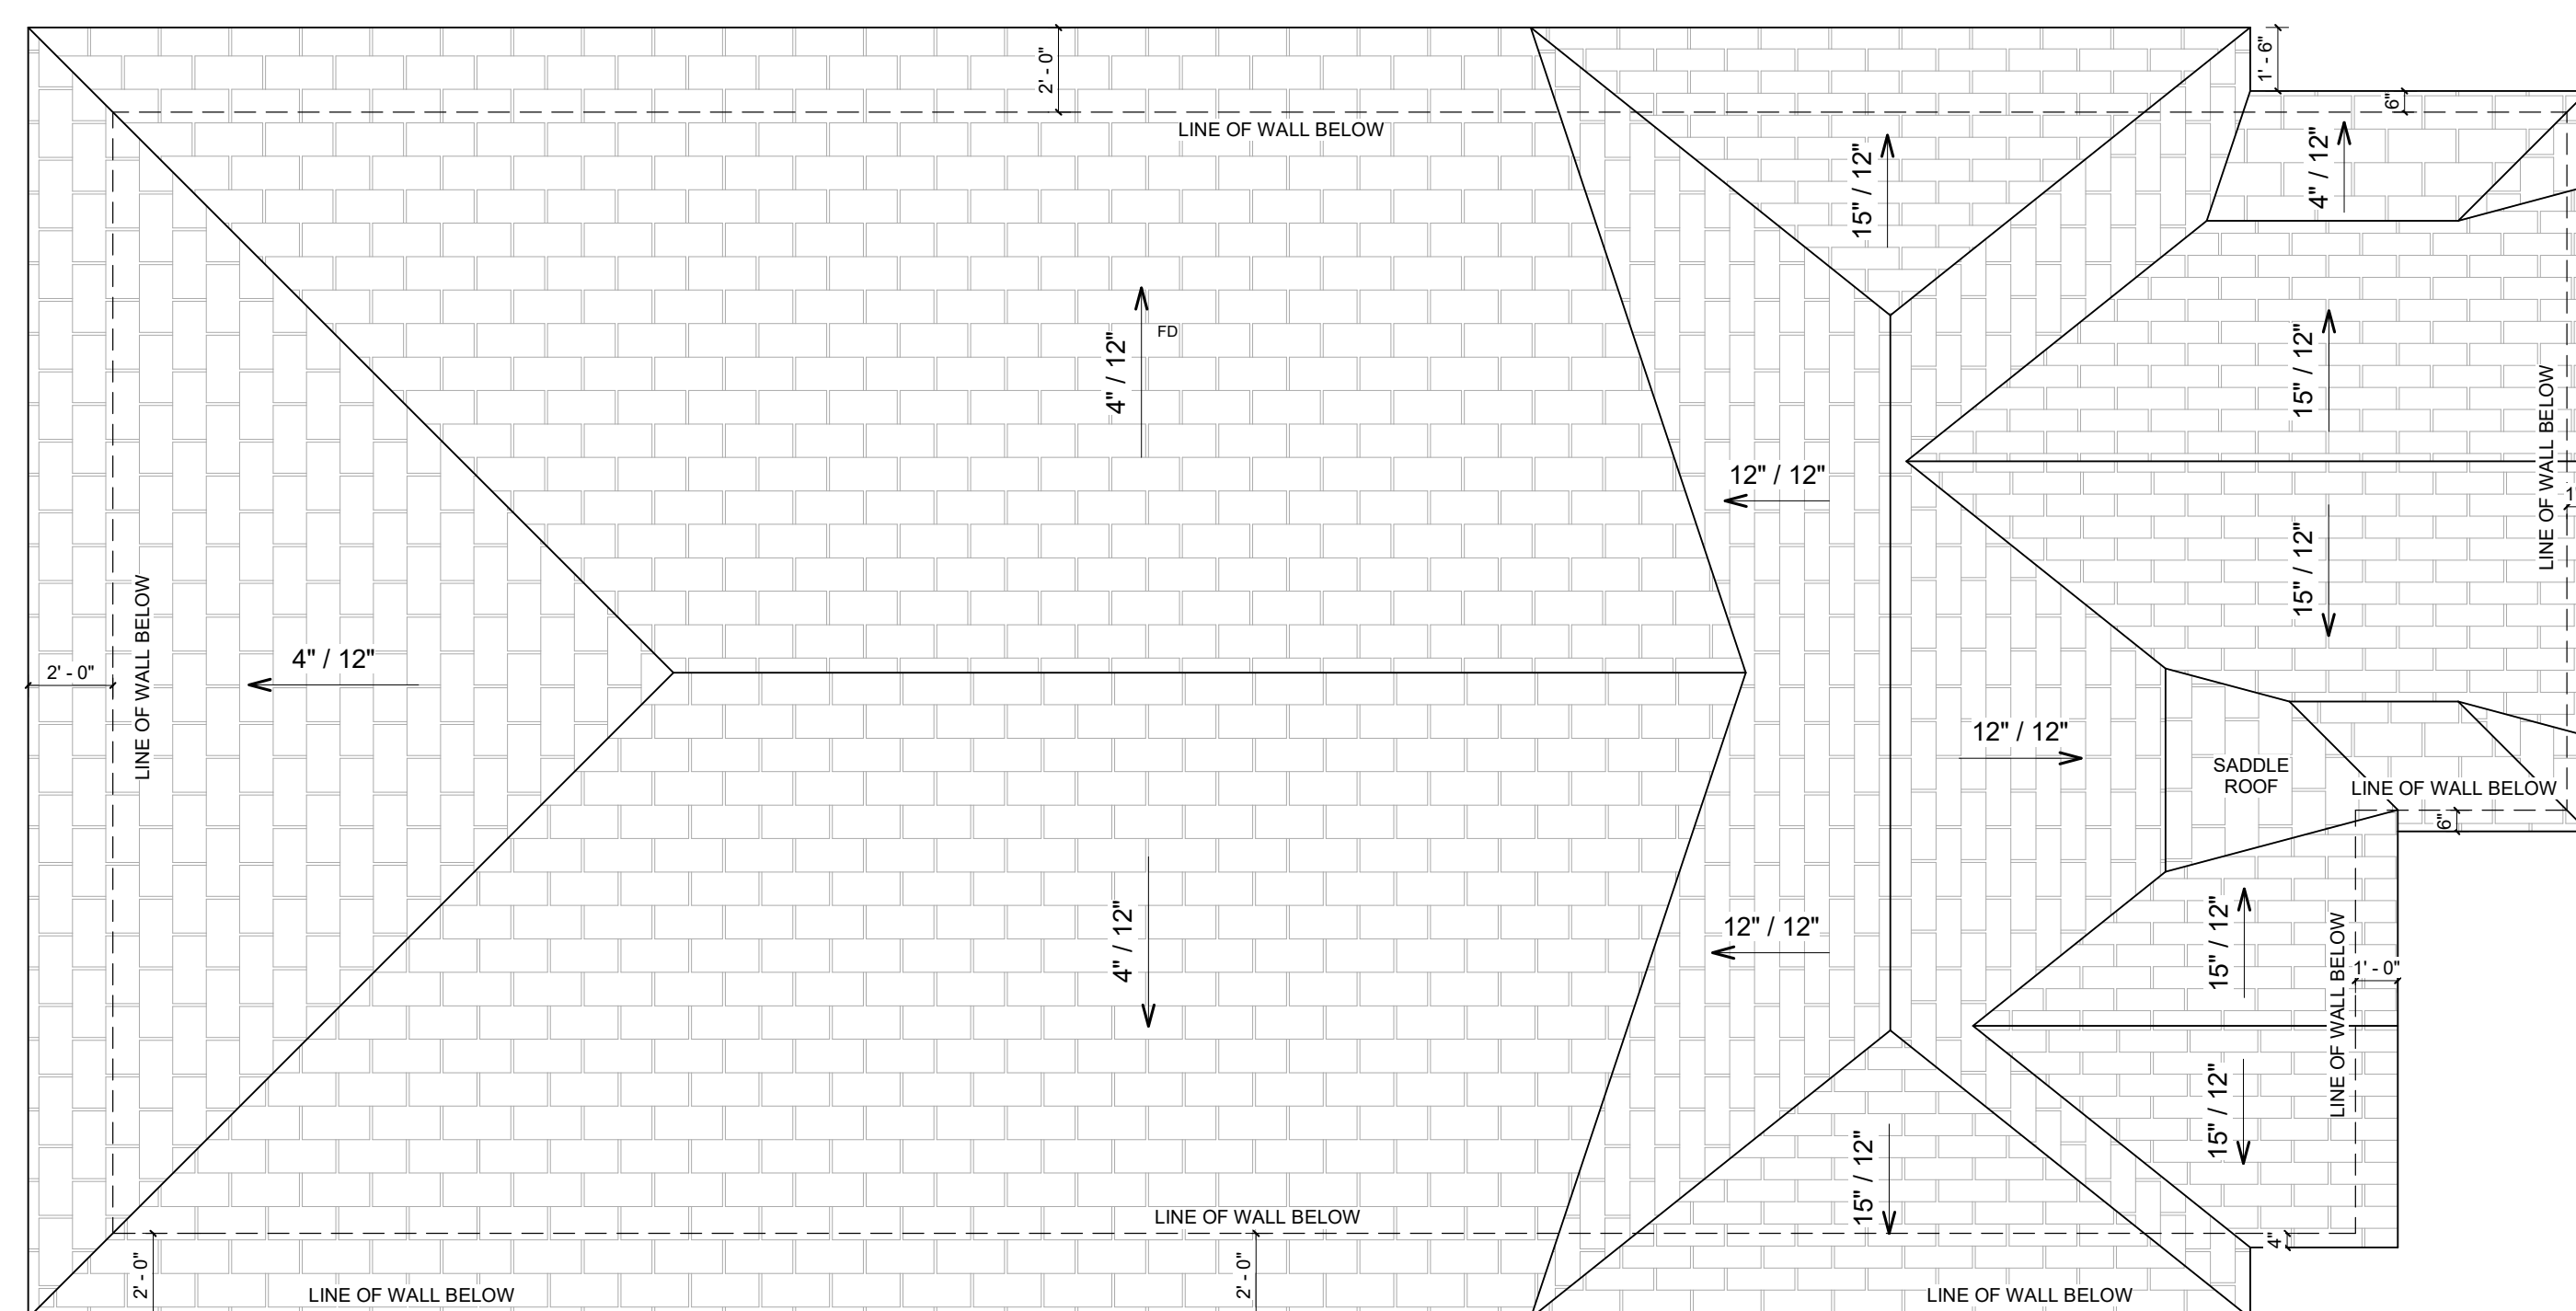 2' - 0"
1' - 6"
6"
LINE OF WALL BELOW
15" / 12"
4" / 12"
4" / 12"
FD
15" / 12"
LINE OF WALL BELOW
12" / 12"
1
15" / 12"
LINE OF WALL BELOW
4" / 12"
2' - 0"
12" / 12"
SADDLE
ROOF
LINE OF WALL BELOW
6"
4" / 12"
12" / 12"
15" / 12"
LINE OF WALL BELOW
1' - 0"
15" / 12"
15" / 12"
LINE OF WALL BELOW
4"
2' - 0"
2' - 0"
LINE OF WALL BELOW
LINE OF WALL BELOW